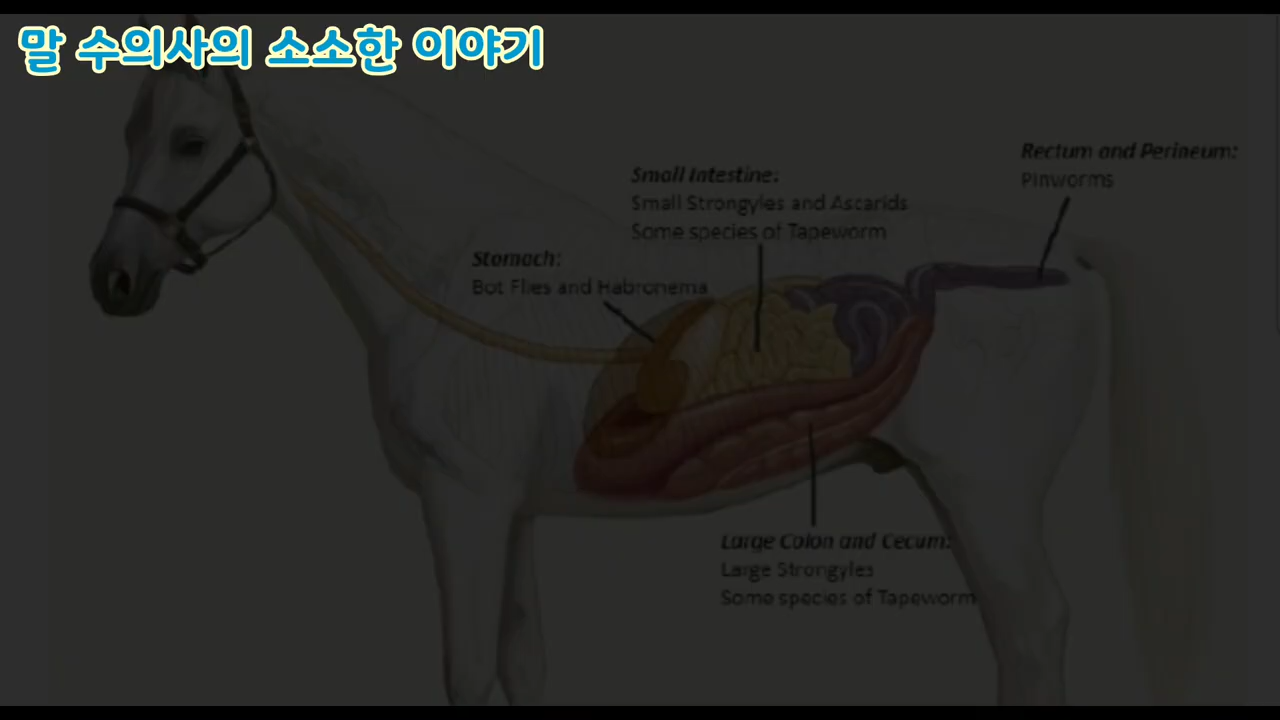 말 수의사의 소소한 이야기
Rectum and Perineum:
Pinworms
Small Intestine:
Small Strongyles and Ascarids
Some species of Tapeworm
Stomach:
Bot Flies and Habronema
Large Colon and Cecum:
Large Strongyles
Some species of Tapeworm